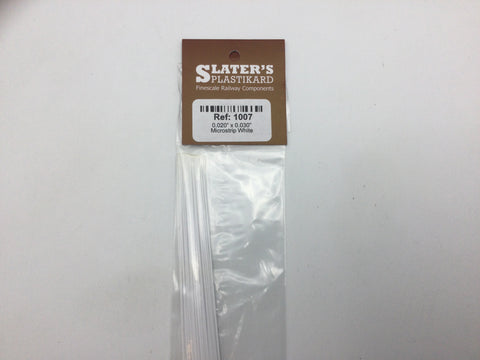 SLATER'S
PLASTIKARD
Finescale Railway Components
Ref: 1007
0.020" x 0.030"
Microstrip White